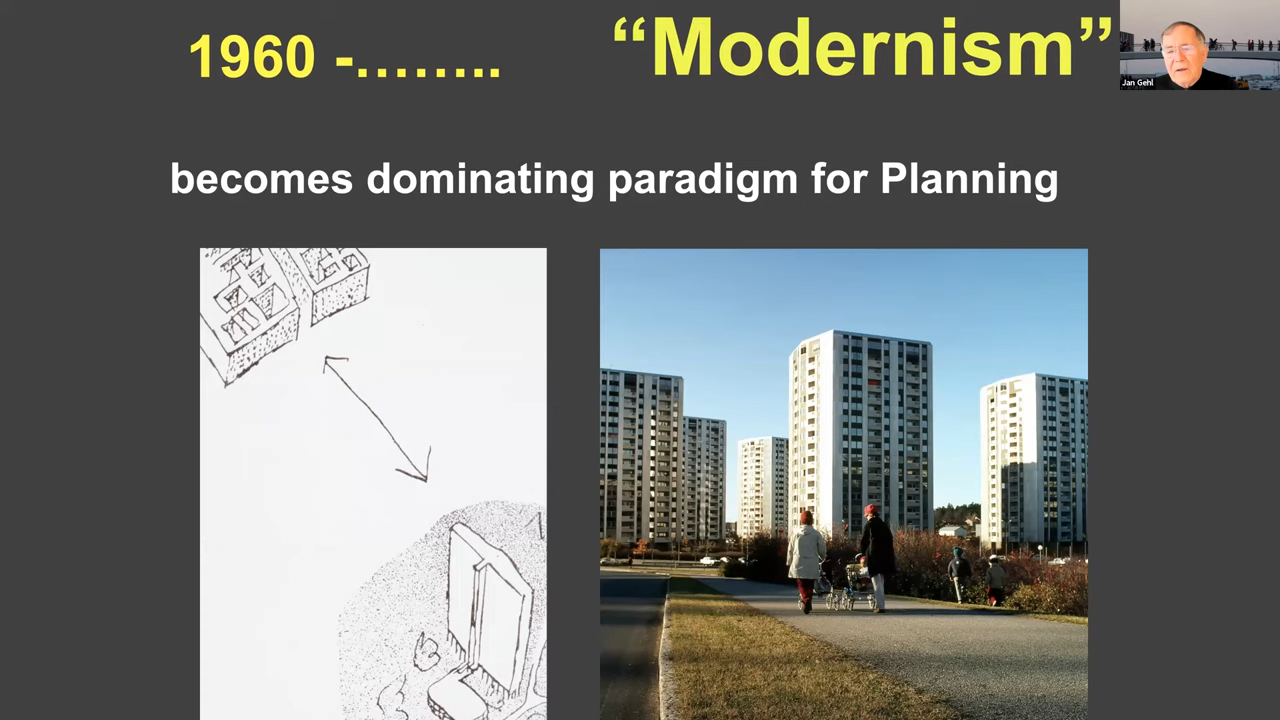 1960 -........
“Modernism”
Jan Gehl
becomes dominating paradigm for Planning